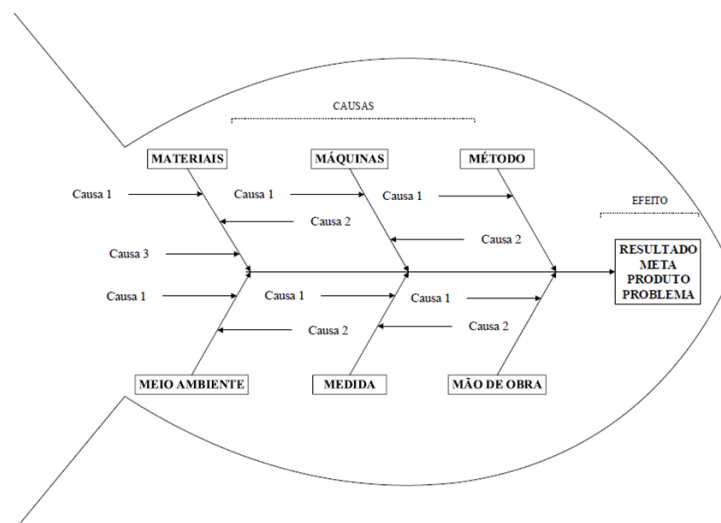 CAUSAS
MATERIAIS MÁQUINAS MÉTODO
Causa 1 Causa 1 Causa 1
EFEITO
Causa 2 Causa 2
Causa 3
RESULTADO
META
PRODUTO
PROBLEMA
Causa 1 Causa 1 Causa 1
Causa 2 Causa 2
MEIO AMBIENTE MEDIDA MÃO DE OBRA